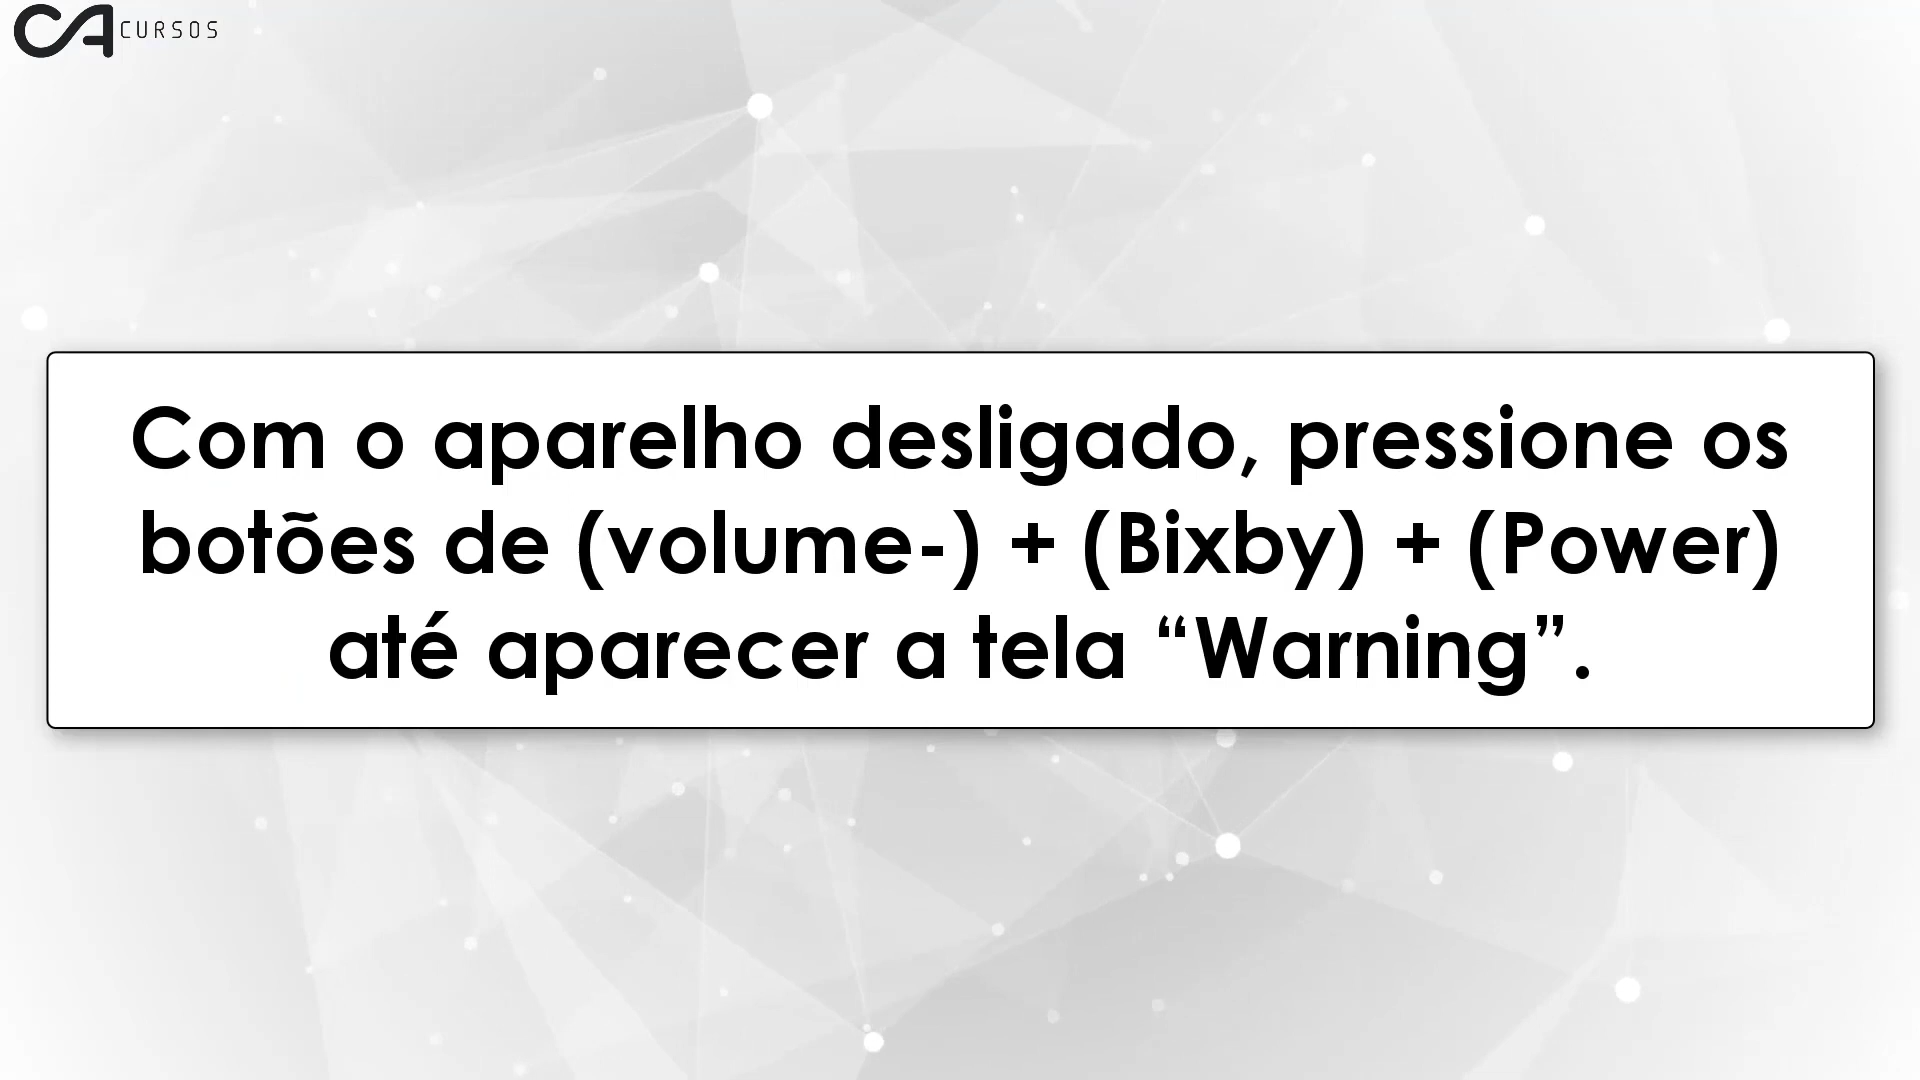 CA CURSOS
Com o aparelho desligado, pressione os
botões de (volume-) + (Bixby) + (Power)
até aparecer a tela “Warning”.